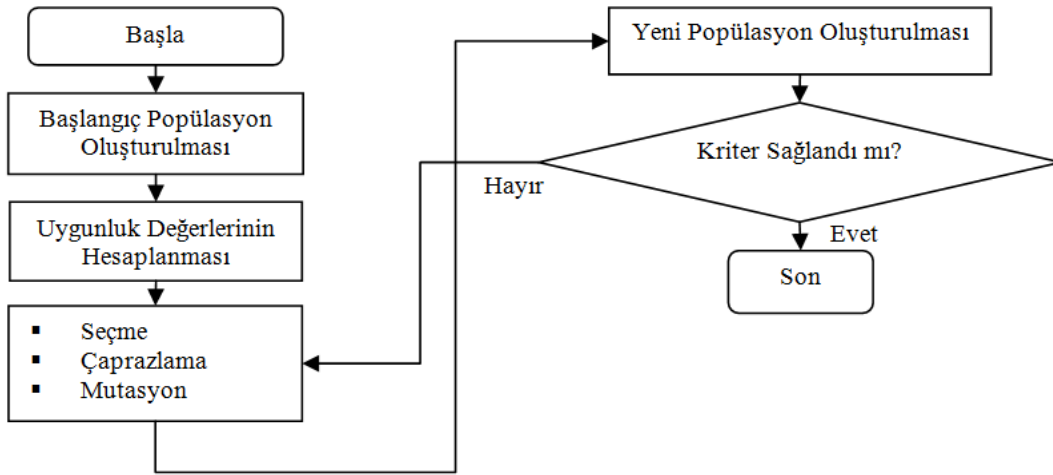 Başla
Başlangıç Popülasyon
Oluşturulması
Uygunluk Değerlerinin
Hesaplanması
▪ Seçme
▪ Çaprazlama
▪ Mutasyon
Yeni Popülasyon Oluşturulması
Kriter Sağlandı mı?
Hayır
Evet
Son